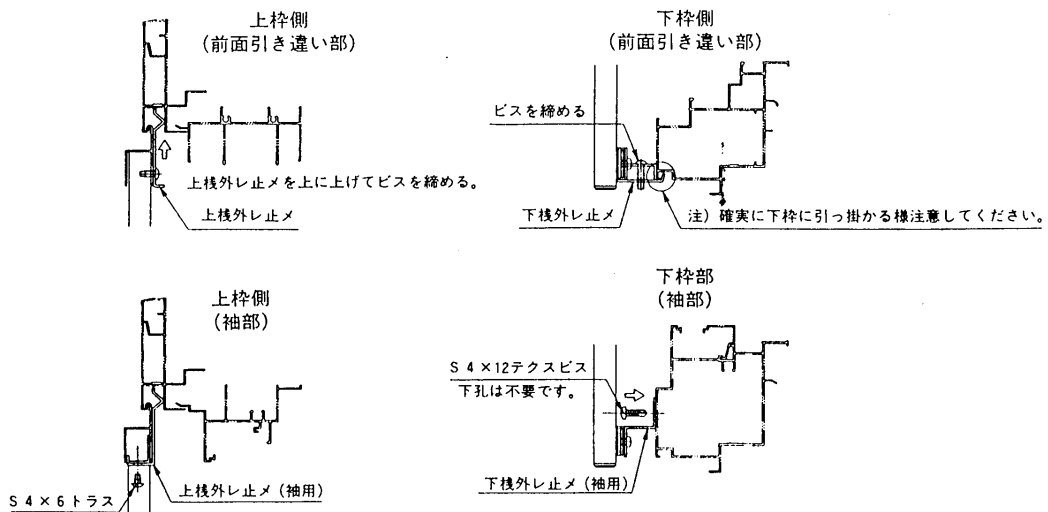 上枠側
(前面引き違い部)
上桟外レ止メを上に上げてビスを締める。
上桟外レ止メ
下枠側
(前面引き違い部)
ビスを締める
下桟外レ止メ
注) 確実に下枠に引っ掛かる様注意してください。
上枠側
(袖部)
S 4×6トラス
上桟外レ止メ(袖用)
下枠部
(袖部)
S 4×12テクスビス
下孔は不要です。
下桟外レ止メ(袖用)